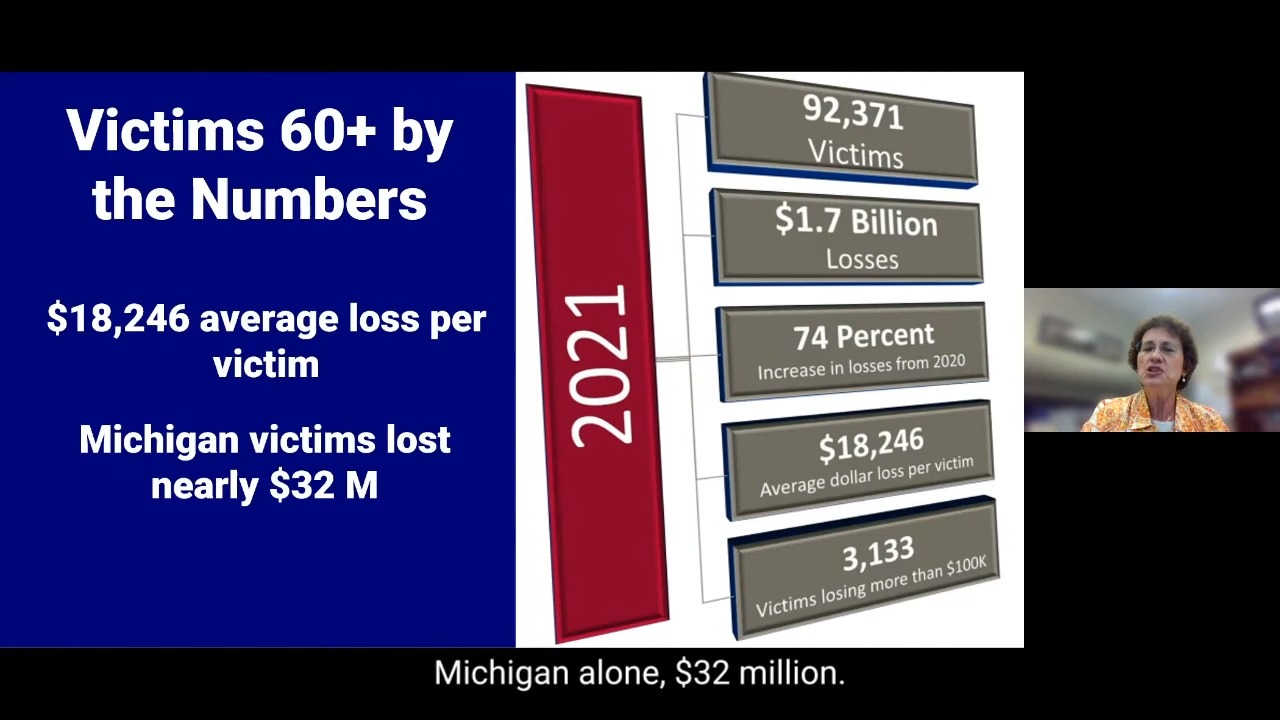 Victims 60+ by
the Numbers
$18,246 average loss per
victim
Michigan victims lost
nearly $32 M
2021
92,371
Victims
$1.7 Billion
Losses
74 Percent
Increase in losses from 2020
$18,246
Average dollar loss per victim
3,133
Victims losing more than $100K
Michigan alone, $32 million.